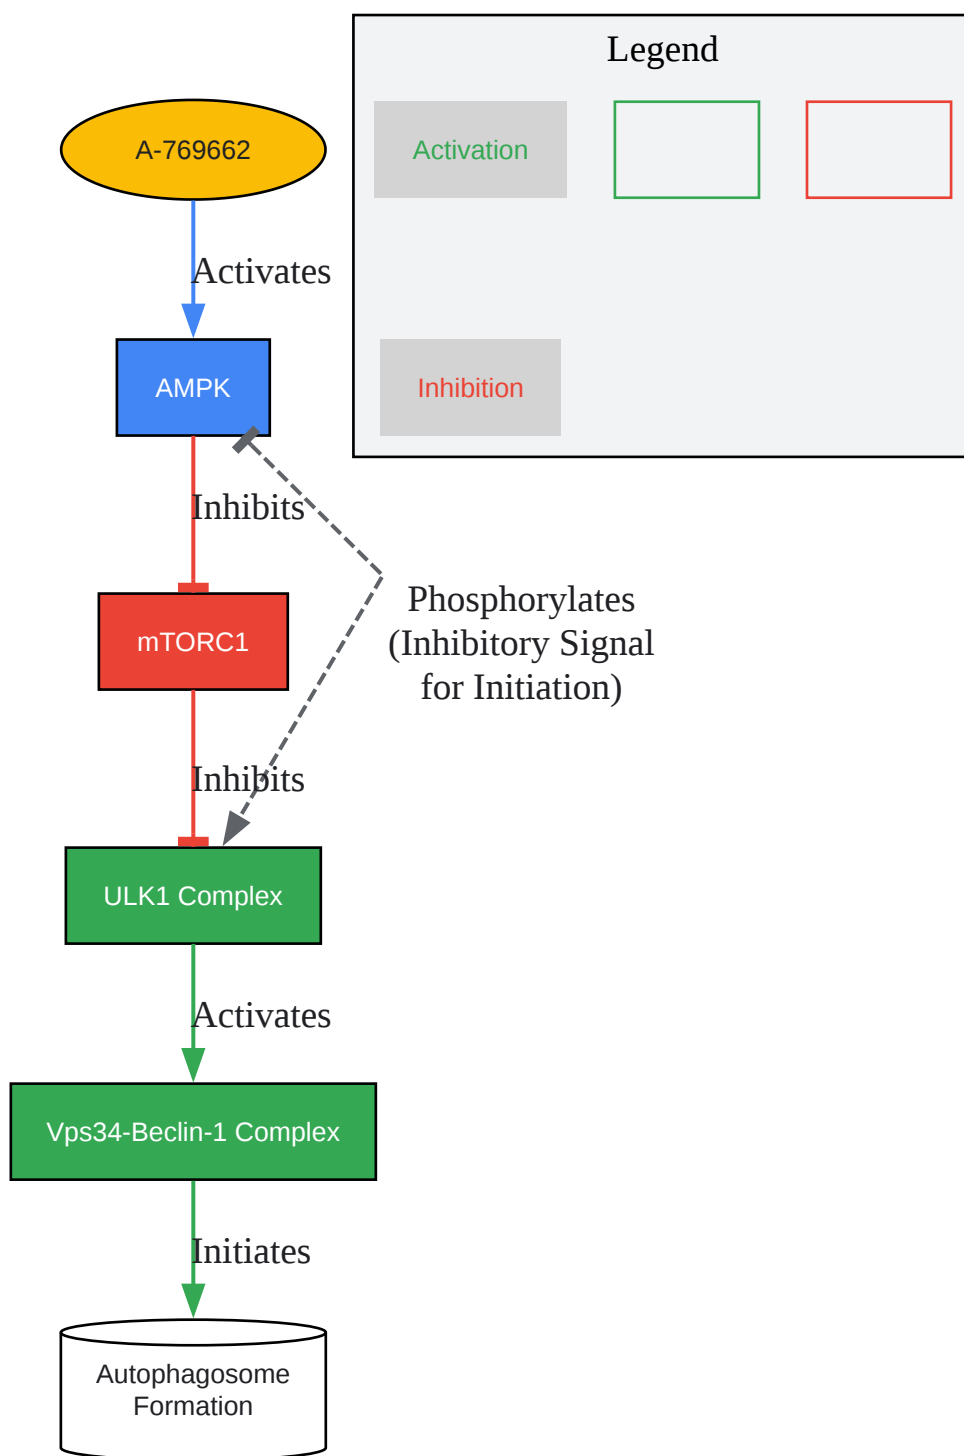 Legend
A-769662
Activation
Activates
AMPK
Inhibition
Inhibits
Phosphorylates
(Inhibitory Signal
for Initiation)
mTORC1
Inhibits
ULK1 Complex
Activates
Vps34-Beclin-1 Complex
Initiates
Autophagosome
Formation